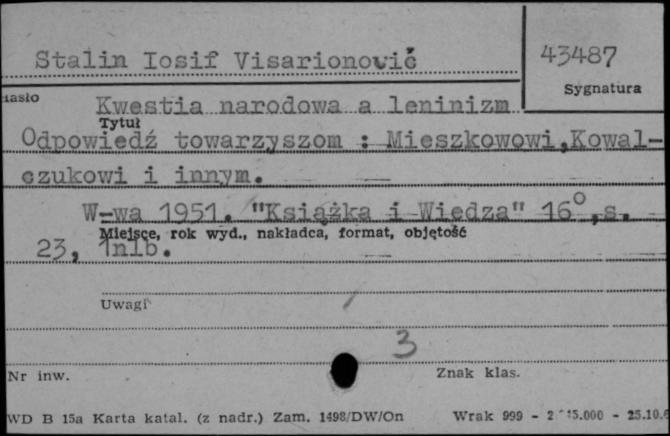 Stalin Iosif Visarionovič
43487
Sygnatura
hasło
Kwestia narodowa a leninizm
Tytuł
Odpowiedź towarzyszom : Mieszkowowi,Kowal-
czukowi i innym.
W-wa 1951. "Książka i Wiedza" 16°,s.
Miejsce, rok wyd., nakładca, format, objętość
23, 1nlb.
Uwagi
3
Nr inw.
Znak klas.
WD B 15a Karta katal. (z nadr.) Zam. 1498/DW/On
Wrak 999 - 25.10.